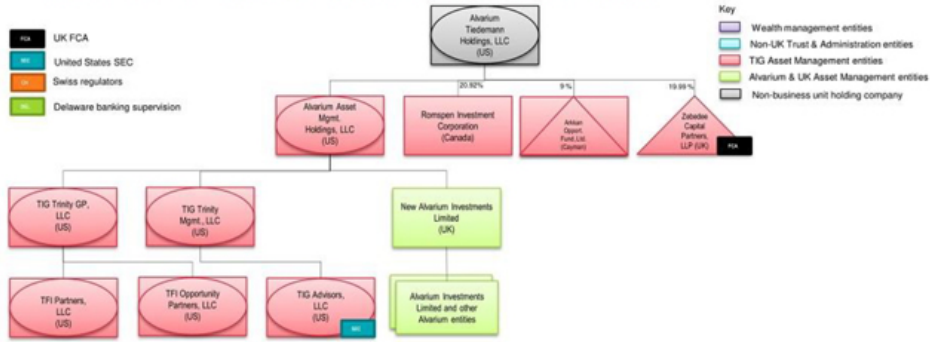 Alvarium
Tiedemann
Holdings, LLC
(US)
Key
Wealth management entities
Non-UK Trust & Administration entities
TIG Asset Management entities
Alvarium & UK Asset Management entities
Non-business unit holding company
FCA
UK FCA
SEC
United States SEC
Swiss regulators
Delaware banking supervision
20.92%
9 %
19.99 %
Alvarium Asset
Mgmt.
Holdings, LLC
(US)
Romspen Investment
Corporation
(Canada)
Arkkan
Opport.
Fund, Ltd.
(Cayman)
Zebedee
Capital
Partners,
LLP (UK)
FCA
TIG Trinity GP,
LLC
(US)
TIG Trinity
Mgmt., LLC
(US)
New Alvarium Investments
Limited
(UK)
TFI Partners,
LLC
(US)
TFI Opportunity
Partners, LLC
(US)
TIG Advisors,
LLC
(US)
SEC
Alvarium Investments
Limited and other
Alvarium entities